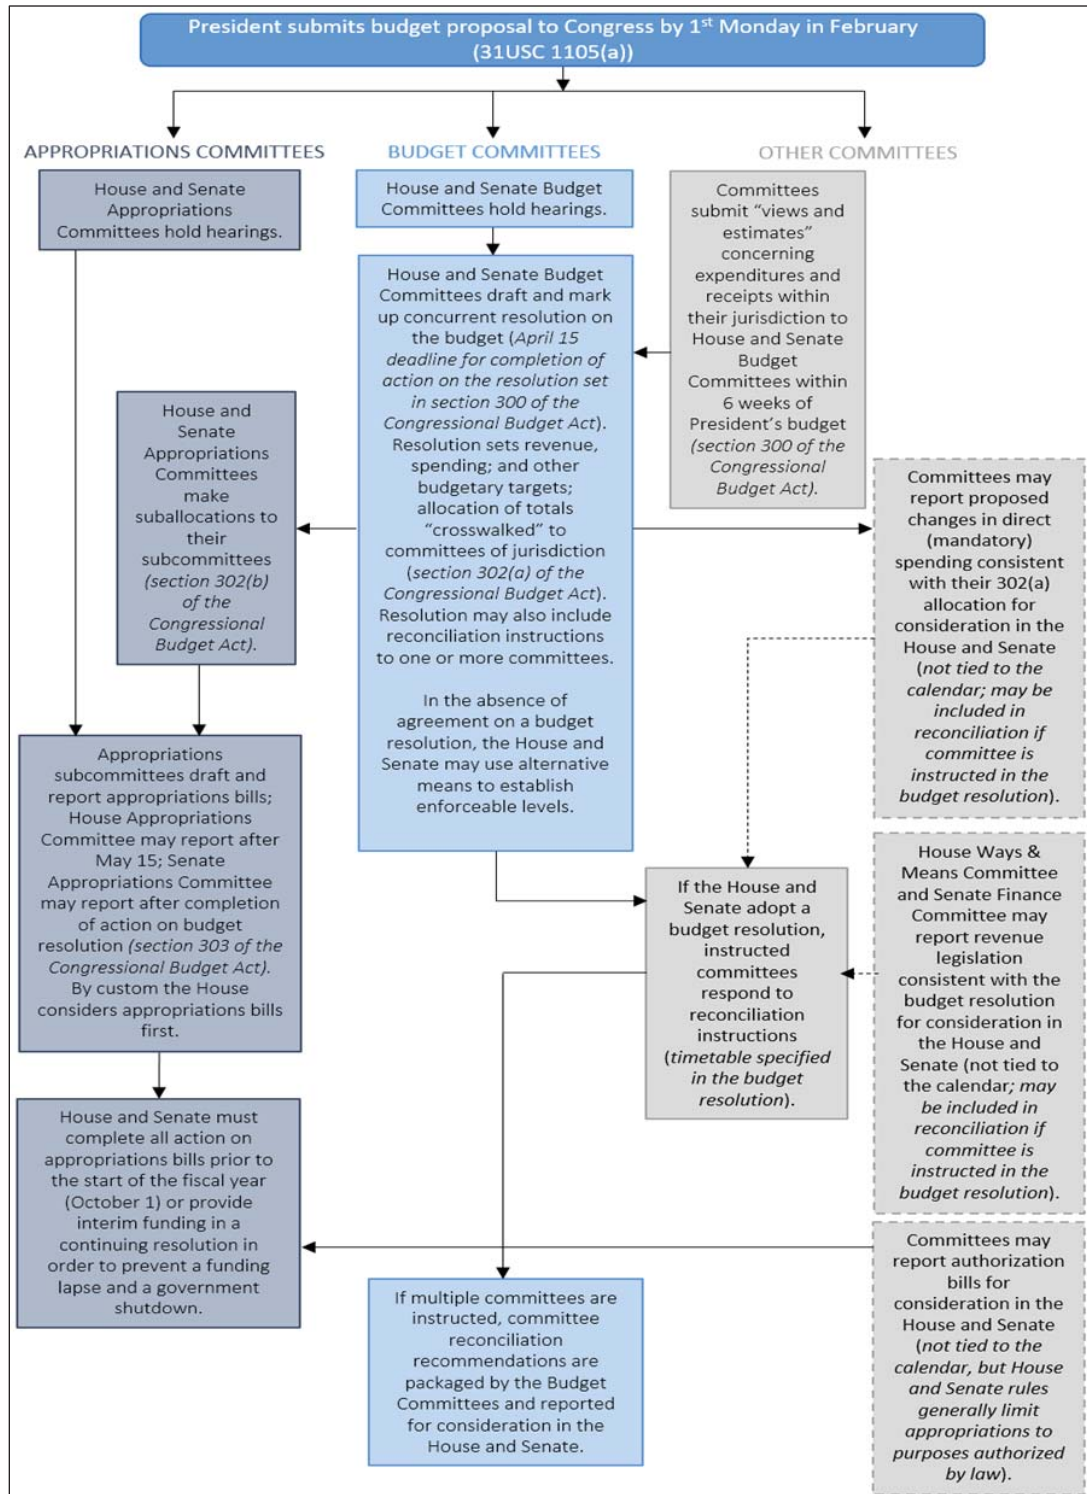 President submits budget proposal to Congress by 1st Monday in February
(31USC 1105(a))
APPROPRIATIONS COMMITTEES
BUDGET COMMITTEES
OTHER COMMITTEES
House and Senate
Appropriations
Committees hold hearings.
House and Senate Budget
Committees hold hearings.
Committees
submit “views and
estimates”
concerning
expenditures and
receipts within
their jurisdiction to
House and Senate
Budget
Committees within
6 weeks of
President’s budget
(section 300 of the
Congressional
Budget Act).
House and Senate Budget
Committees draft and mark
up concurrent resolution on
the budget (April 15
deadline for completion of
action on the resolution set
in section 300 of the
Congressional Budget Act).
Resolution sets revenue,
spending; and other
budgetary targets;
allocation of totals
“crosswalked” to
committees of jurisdiction
(section 302(a) of the
Congressional Budget Act).
Resolution may also include
reconciliation instructions
to one or more committees.
In the absence of
agreement on a budget
resolution, the House and
Senate may use alternative
means to establish
enforceable levels.
House and
Senate
Appropriations
Committees
make
suballocations to
their
subcommittees
(section 302(b)
of the
Congressional
Budget Act).
Committees may
report proposed
changes in direct
(mandatory)
spending consistent
with their 302(a)
allocation for
consideration in the
House and Senate
(not tied to the
calendar; may be
included in
reconciliation if
committee is
instructed in the
budget resolution).
Appropriations
subcommittees draft and
report appropriations bills;
House Appropriations
Committee may report after
May 15; Senate
Appropriations Committee
may report after completion
of action on budget
resolution (section 303 of the
Congressional Budget Act).
By custom the House
considers appropriations bills
first.
If the House and
Senate adopt a
budget resolution,
instructed
committees
respond to
reconciliation
instructions
(timetable specified
in the budget
resolution).
House Ways &
Means Committee
and Senate Finance
Committee may
report revenue
legislation
consistent with the
budget resolution
for consideration in
the House and
Senate (not tied to
the calendar; may
be included in
reconciliation if
committee is
instructed in the
budget resolution).
House and Senate must
complete all action on
appropriations bills prior to
the start of the fiscal year
(October 1) or provide
interim funding in a
continuing resolution in
order to prevent a funding
lapse and a government
shutdown.
If multiple committees are
instructed, committee
reconciliation
recommendations are
packaged by the Budget
Committees and reported
for consideration in the
House and Senate.
Committees may
report authorization
bills for
consideration in the
House and Senate
(not tied to the
calendar, but House
and Senate rules
generally limit
appropriations to
purposes authorized
by law).